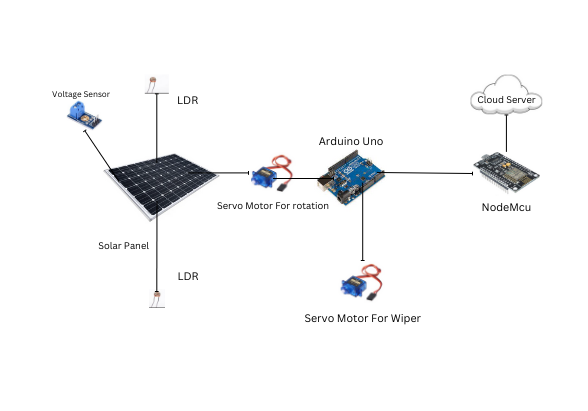 Cloud Server
Voltage Sensor
LDR
Arduino Uno
Servo Motor For rotation
NodeMcu
Solar Panel
LDR
Servo Motor For Wiper